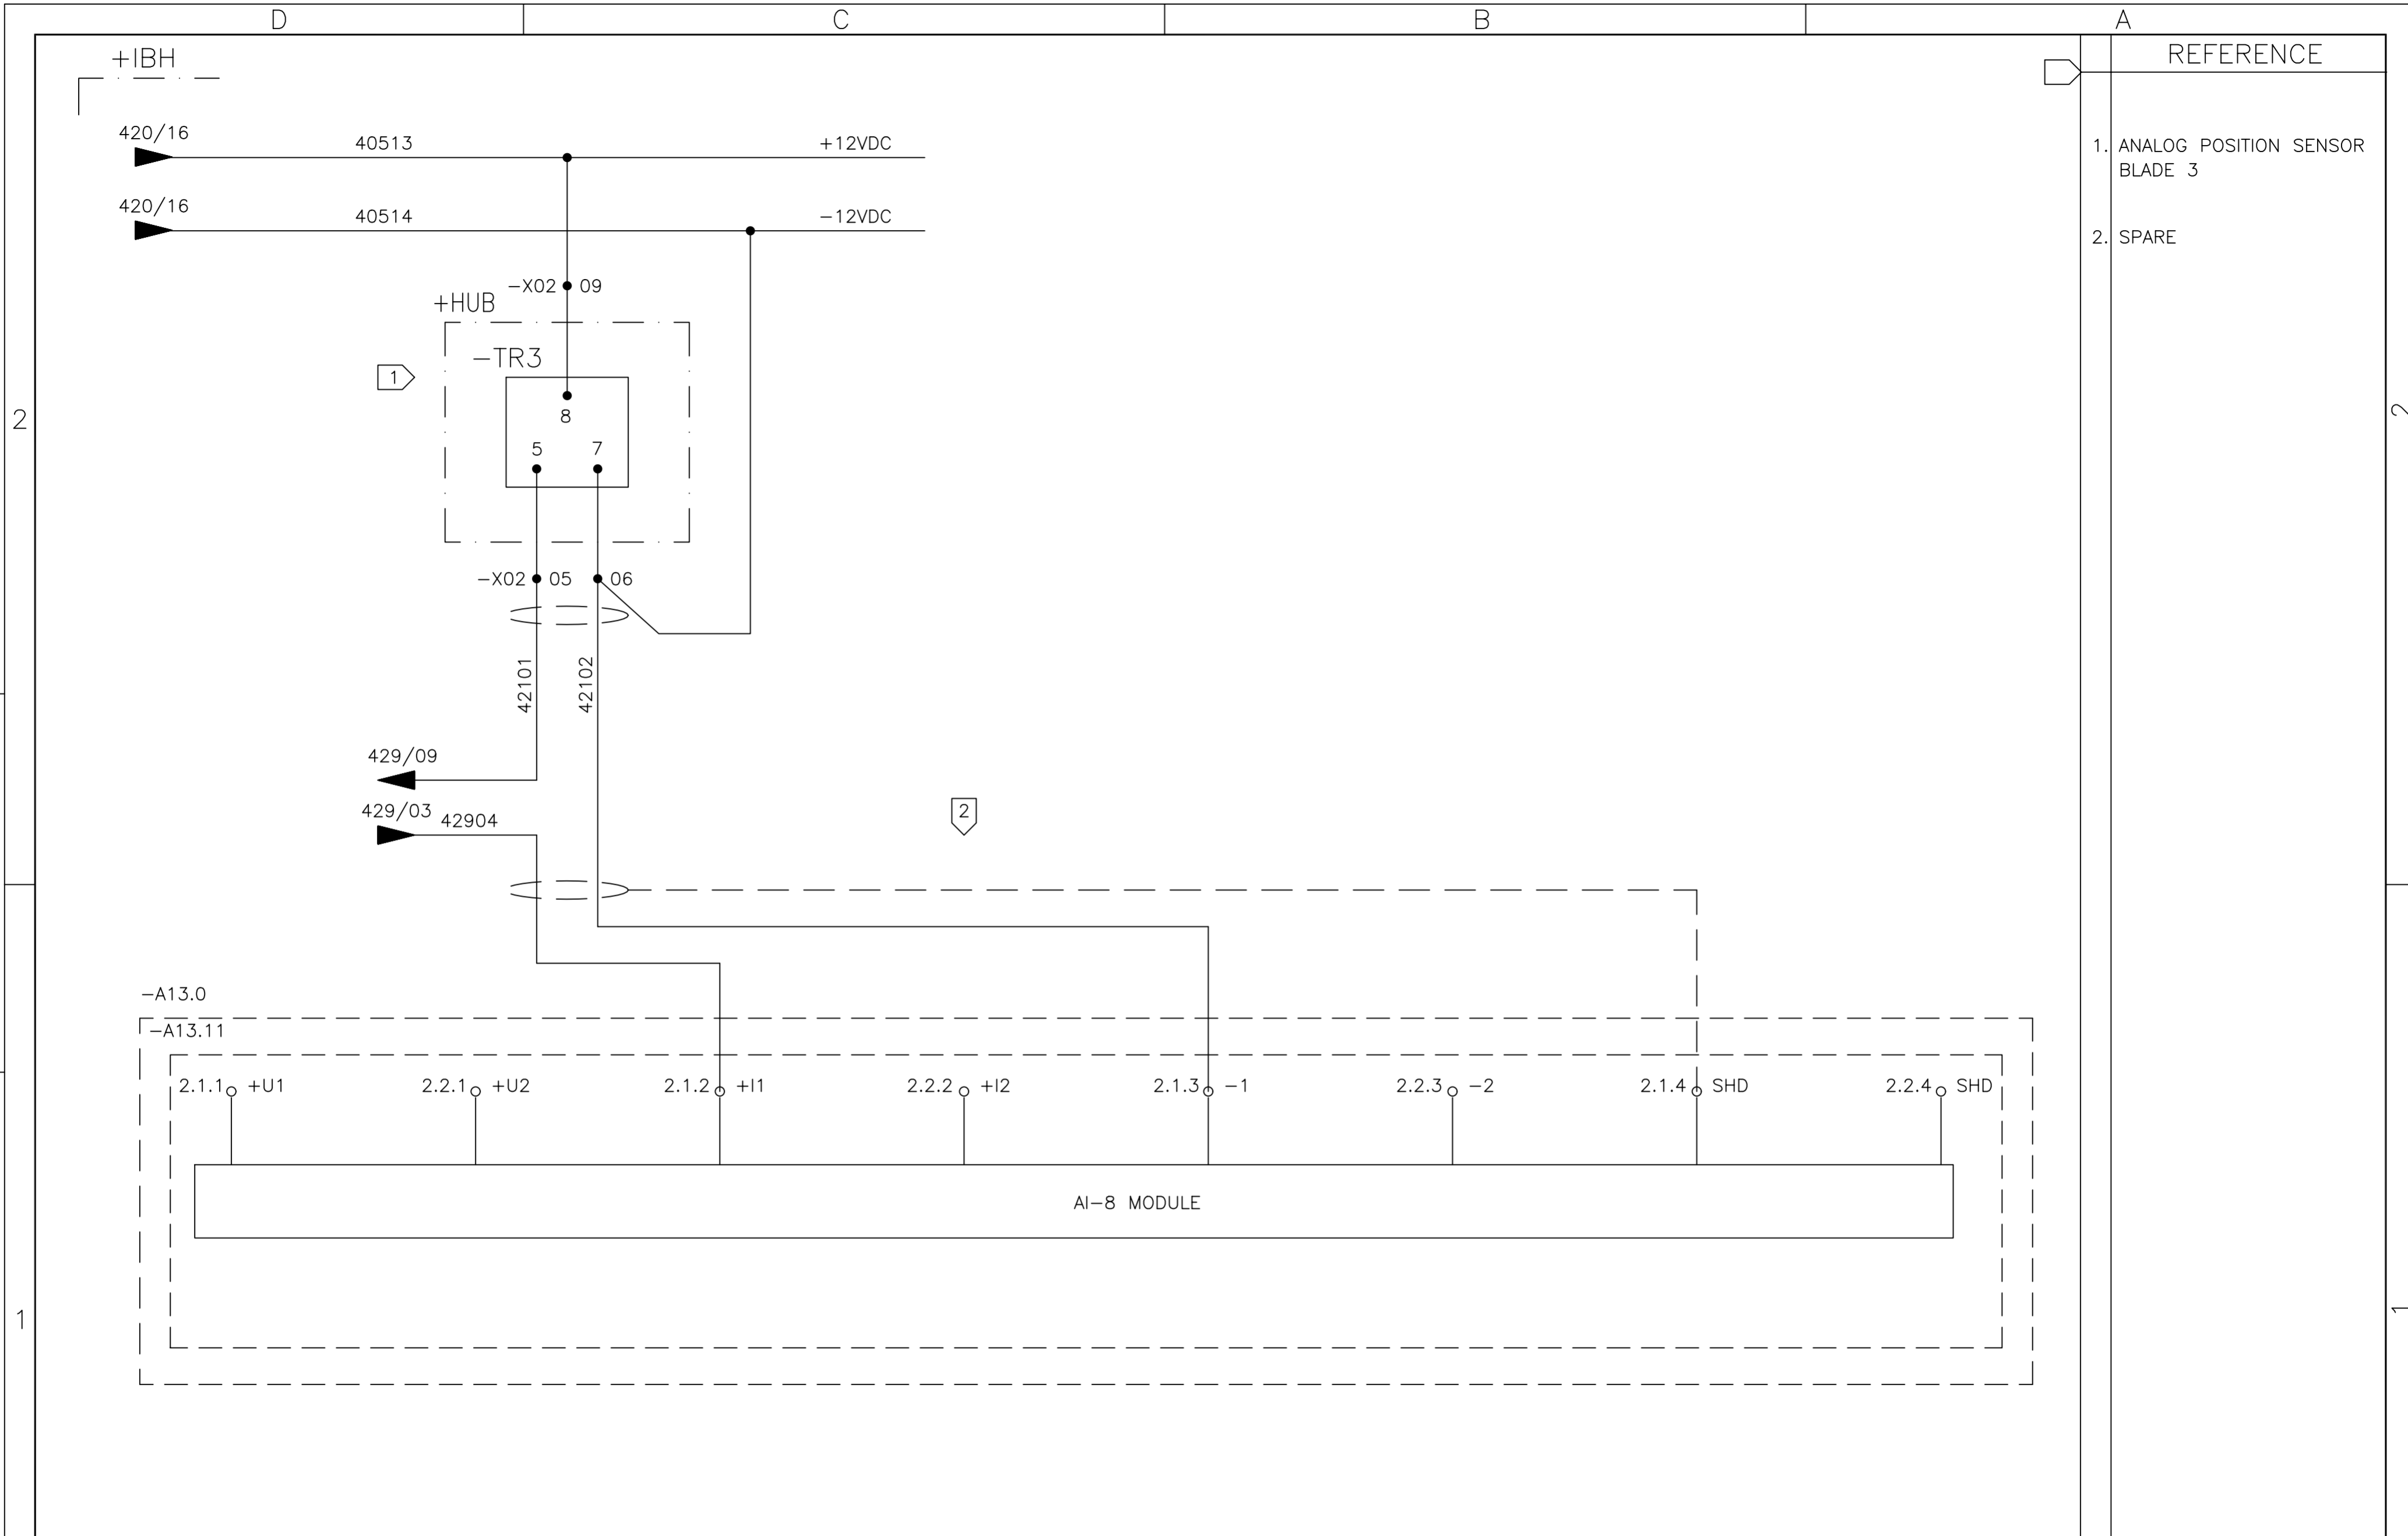 D C B A
+IBH
REFERENCE
420/16 40513 +12VDC
1. ANALOG POSITION SENSOR
BLADE 3
420/16 40514 −12VDC
2. SPARE
−X02 09
+HUB
−TR3
1
8
2 2
5 7
−X02 05 06
42101 42102
429/09
429/03 42904
2
−A13.0
−A13.11
2.1.1 +U1 2.2.1 +U2 2.1.2 +I1 2.2.2 +I2 2.1.3 −1 2.2.3 −2 2.1.4 SHD 2.2.4 SHD
AI−8 MODULE
1 1